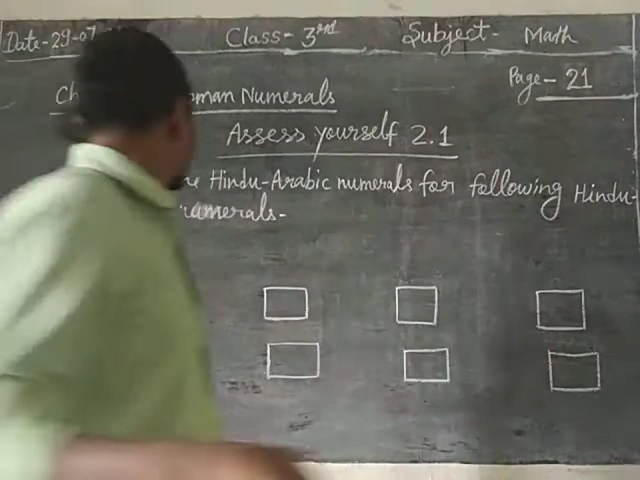 Date-29-07 Class- 3rd Subject- Math
Page- 21
Ch oman Numerals
Assess yourself 2.1
Hindu-Arabic numerals for following Hindu-
numerals-